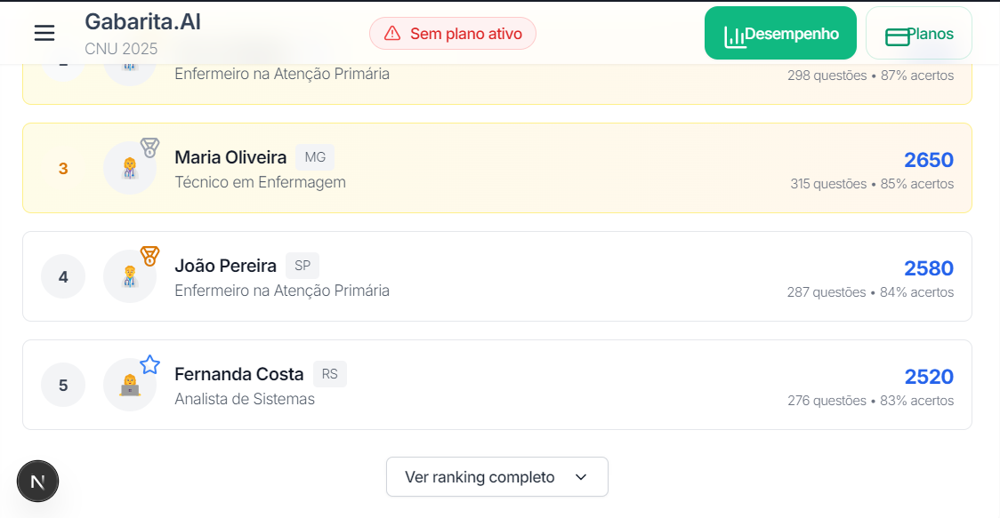 Gabarita.AI
CNU 2025
Sem plano ativo
Desempenho
Planos
Enfermeiro na Atenção Primária
298 questões • 87% acertos
3
Maria Oliveira MG
Técnico em Enfermagem
2650
315 questões • 85% acertos
4
João Pereira SP
Enfermeiro na Atenção Primária
2580
287 questões • 84% acertos
5
Fernanda Costa RS
Analista de Sistemas
2520
276 questões • 83% acertos
Ver ranking completo
N